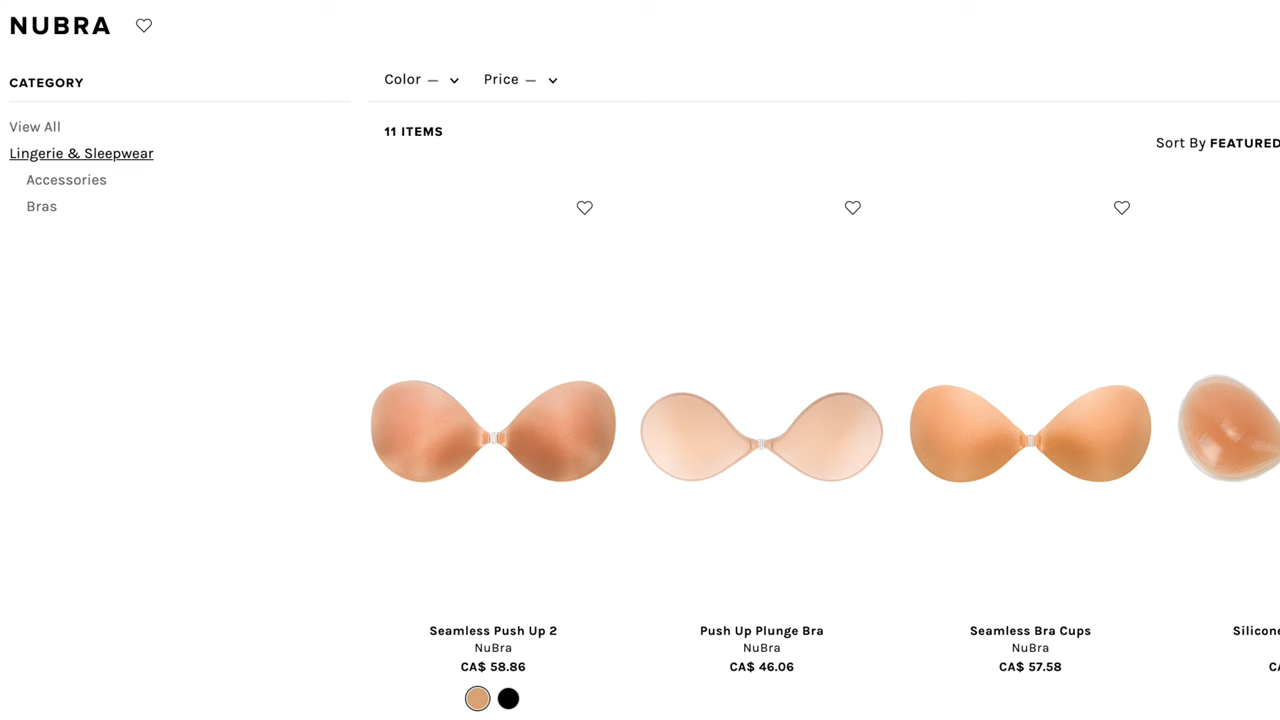 NUBRA
CATEGORY
View All
Lingerie & Sleepwear
Accessories
Bras
Color —
Price —
11 ITEMS
Sort By FEATURED
Seamless Push Up 2
NuBra
CA$ 58.86
Push Up Plunge Bra
NuBra
CA$ 46.06
Seamless Bra Cups
NuBra
CA$ 57.58
Silicone
CA